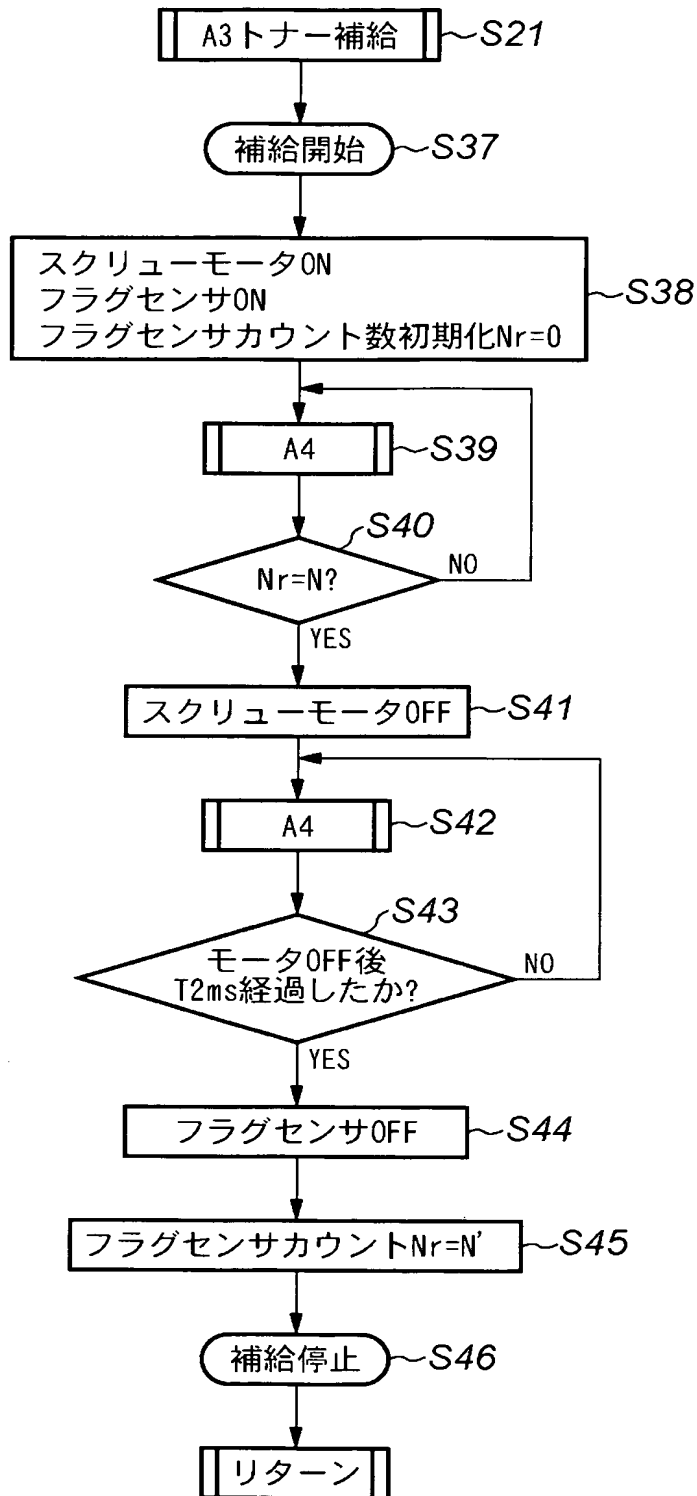 A3トナー補給
S21
補給開始
S37
スクリューモータON
フラグセンサON
フラグセンサカウント数初期化Nr=0
S38
A4
S39
S40
Nr=N?
NO
YES
スクリューモータOFF
S41
A4
S42
S43
モータOFF後
T2ms経過したか?
NO
YES
フラグセンサOFF
S44
フラグセンサカウントNr=N'
S45
補給停止
S46
リターン